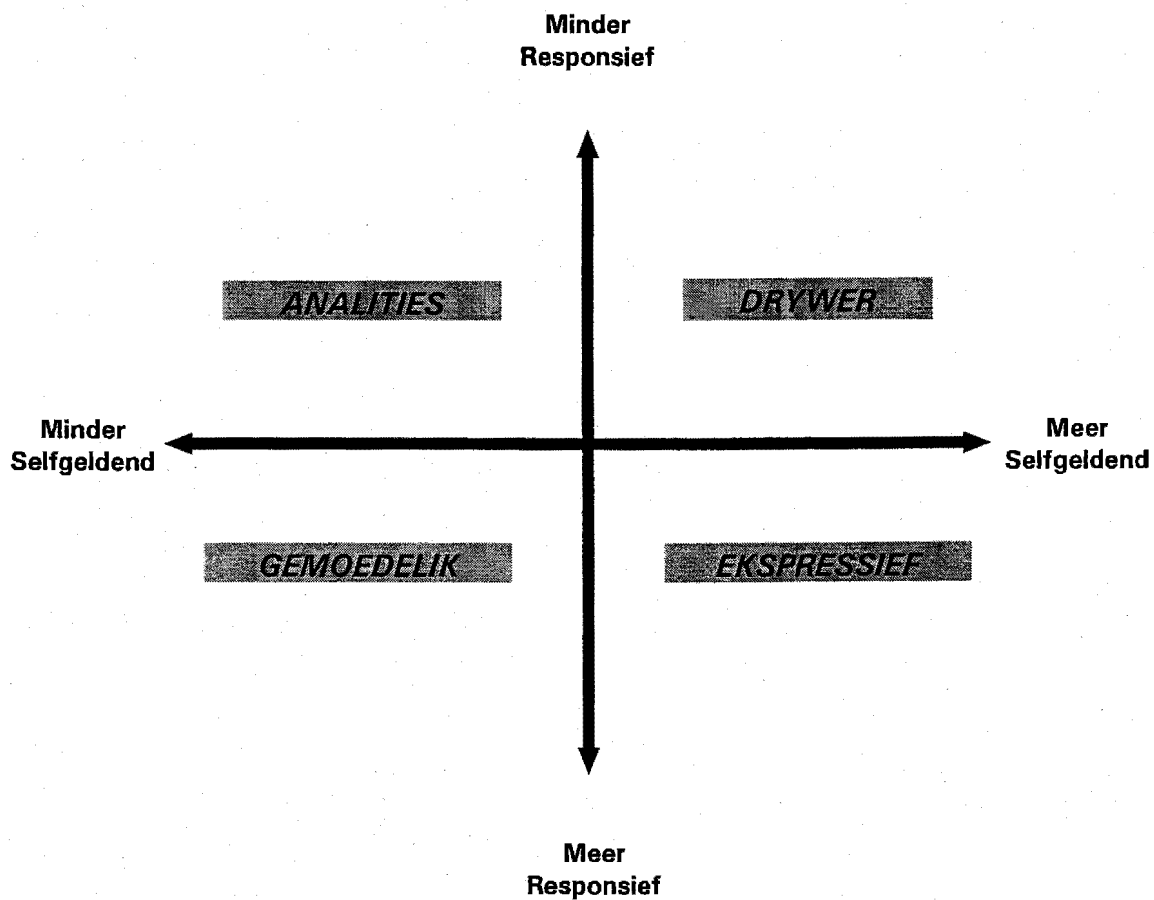 Minder
Responsief
ANALITIES
DRYWER
Minder
Selfgeldend
Meer
Selfgeldend
GEMOEDELIK
EKSPRESSIEF
Meer
Responsief